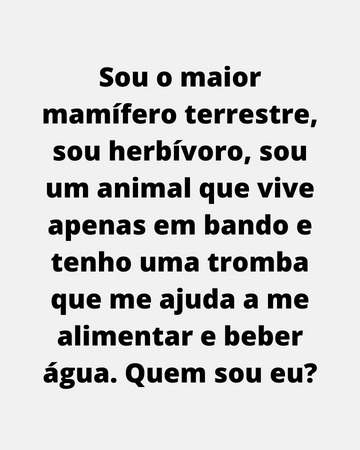 Sou o maior
mamífero terrestre,
sou herbívoro, sou
um animal que vive
apenas em bando e
tenho uma tromba
que me ajuda a me
alimentar e beber
água. Quem sou eu?